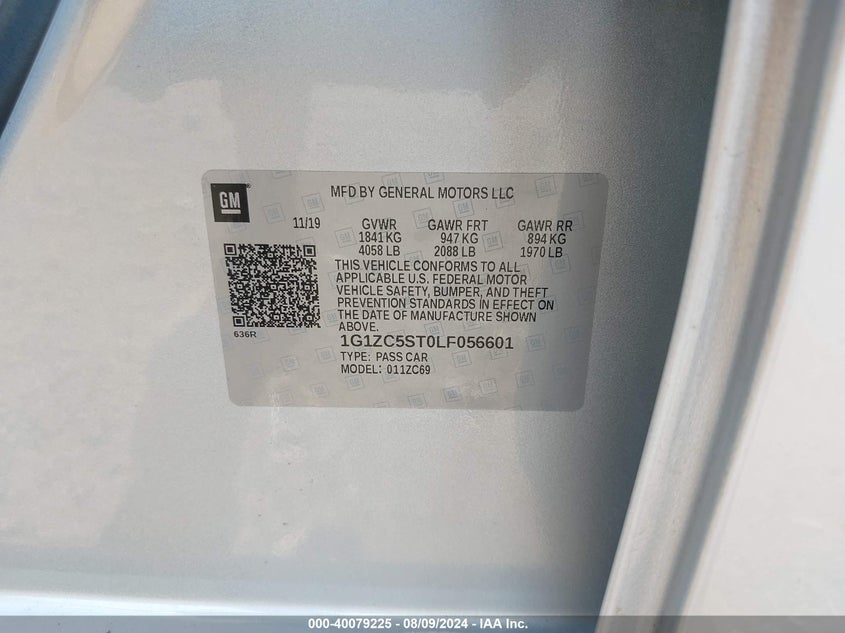 GM
MFD BY GENERAL MOTORS LLC
11/19 GVWR GAWR FRT GAWR RR
1841 KG 947 KG 894 KG
4058 LB 2088 LB 1970 LB
THIS VEHICLE CONFORMS TO ALL
APPLICABLE U.S. FEDERAL MOTOR
VEHICLE SAFETY, BUMPER, AND THEFT
PREVENTION STANDARDS IN EFFECT ON
THE DATE OF MANUFACTURE SHOWN
ABOVE.
636R
1G1ZC5ST0LF056601
TYPE: PASS CAR
MODEL: 011ZC69
000-40079225 - 08/09/2024 - IAA Inc.